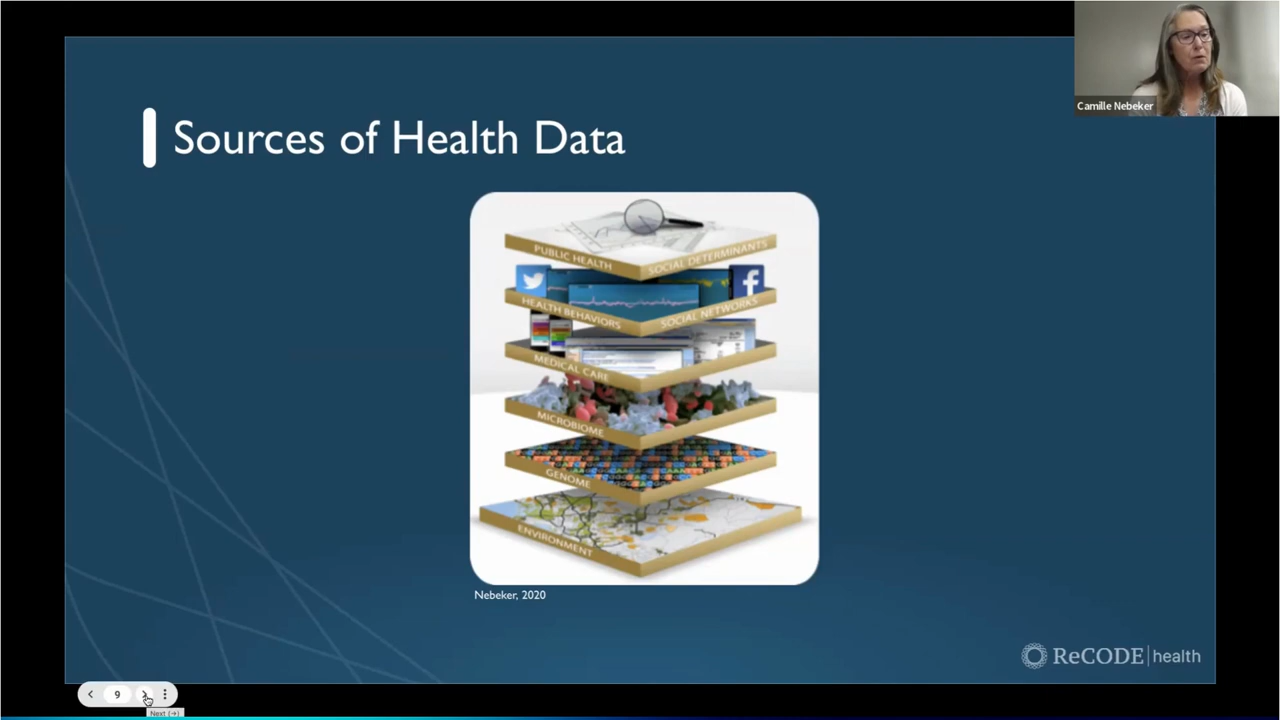 Camille Nebeker
Sources of Health Data
PUBLIC HEALTH
SOCIAL DETERMINANTS
HEALTH BEHAVIORS
SOCIAL NETWORKS
MEDICAL CARE
MICROBIOME
GENOME
ENVIRONMENT
Nebeker, 2020
ReCODE health
9
Next (→)